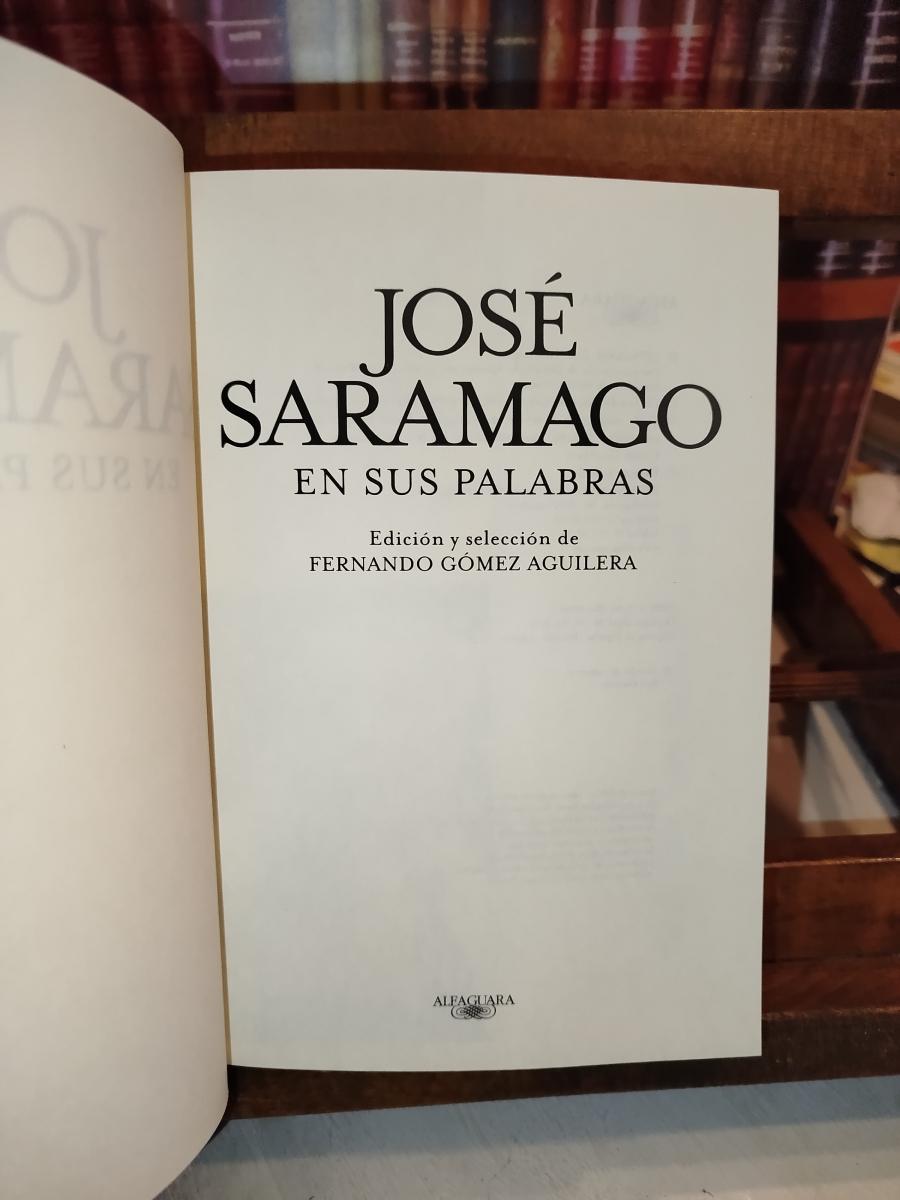 JOSÉ
SARAMAGO
EN SUS PALABRAS
Edición y selección de
FERNANDO GÓMEZ AGUILERA
ALFAGUARA